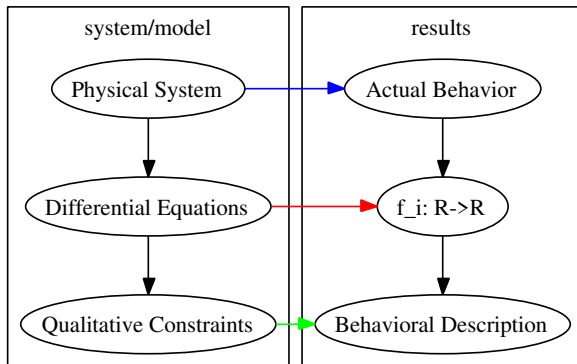 system/model
results
Physical System
Actual Behavior
Differential Equations
f_i: R->R
Qualitative Constraints
Behavioral Description